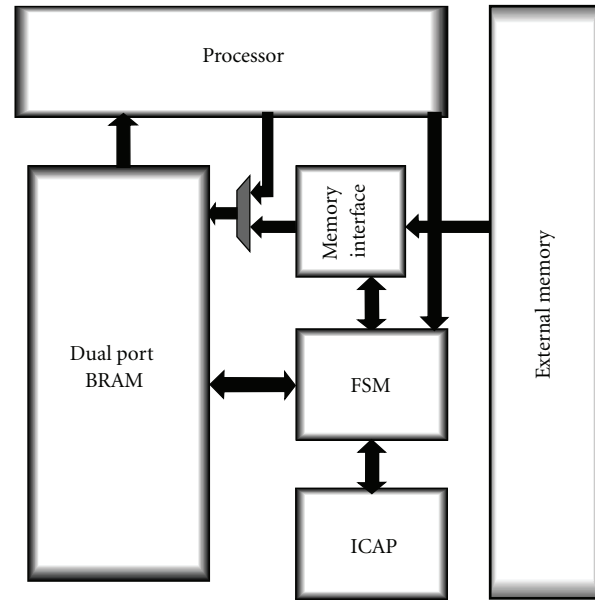 Processor
Memory
interface
External memory
Dual port
BRAM
FSM
ICAP